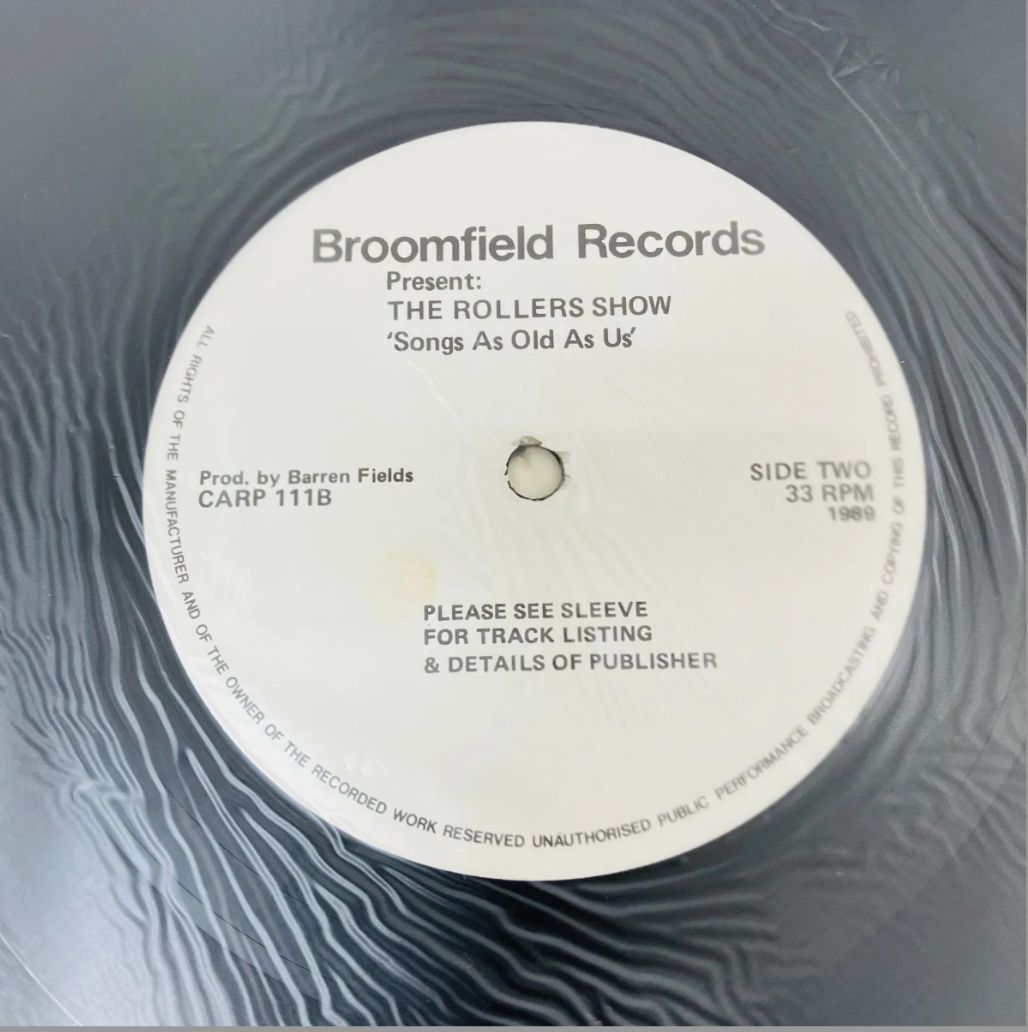 Broomfield Records
Present:
THE ROLLERS SHOW
‘Songs As Old As Us’
Prod. by Barren Fields
CARP 111B
SIDE TWO
33 RPM
1989
PLEASE SEE SLEEVE
FOR TRACK LISTING
& DETAILS OF PUBLISHER
ALL RIGHTS OF THE MANUFACTURER AND OF THE OWNER OF THE RECORDED WORK RESERVED UNAUTHORISED PUBLIC PERFORMANCE BROADCASTING AND COPYING OF THIS RECORD PROHIBITED